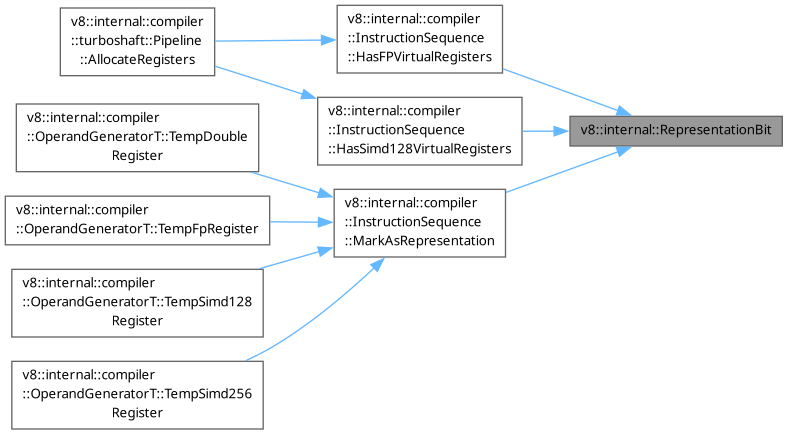 v8::internal::compiler
::turboshaft::Pipeline
::AllocateRegisters
v8::internal::compiler
::InstructionSequence
::HasFPVirtualRegisters
v8::internal::compiler
::InstructionSequence
::HasSimd128VirtualRegisters
v8::internal::RepresentationBit
v8::internal::compiler
::OperandGeneratorT::TempDouble
Register
v8::internal::compiler
::InstructionSequence
::MarkAsRepresentation
v8::internal::compiler
::OperandGeneratorT::TempFpRegister
v8::internal::compiler
::OperandGeneratorT::TempSimd128
Register
v8::internal::compiler
::OperandGeneratorT::TempSimd256
Register